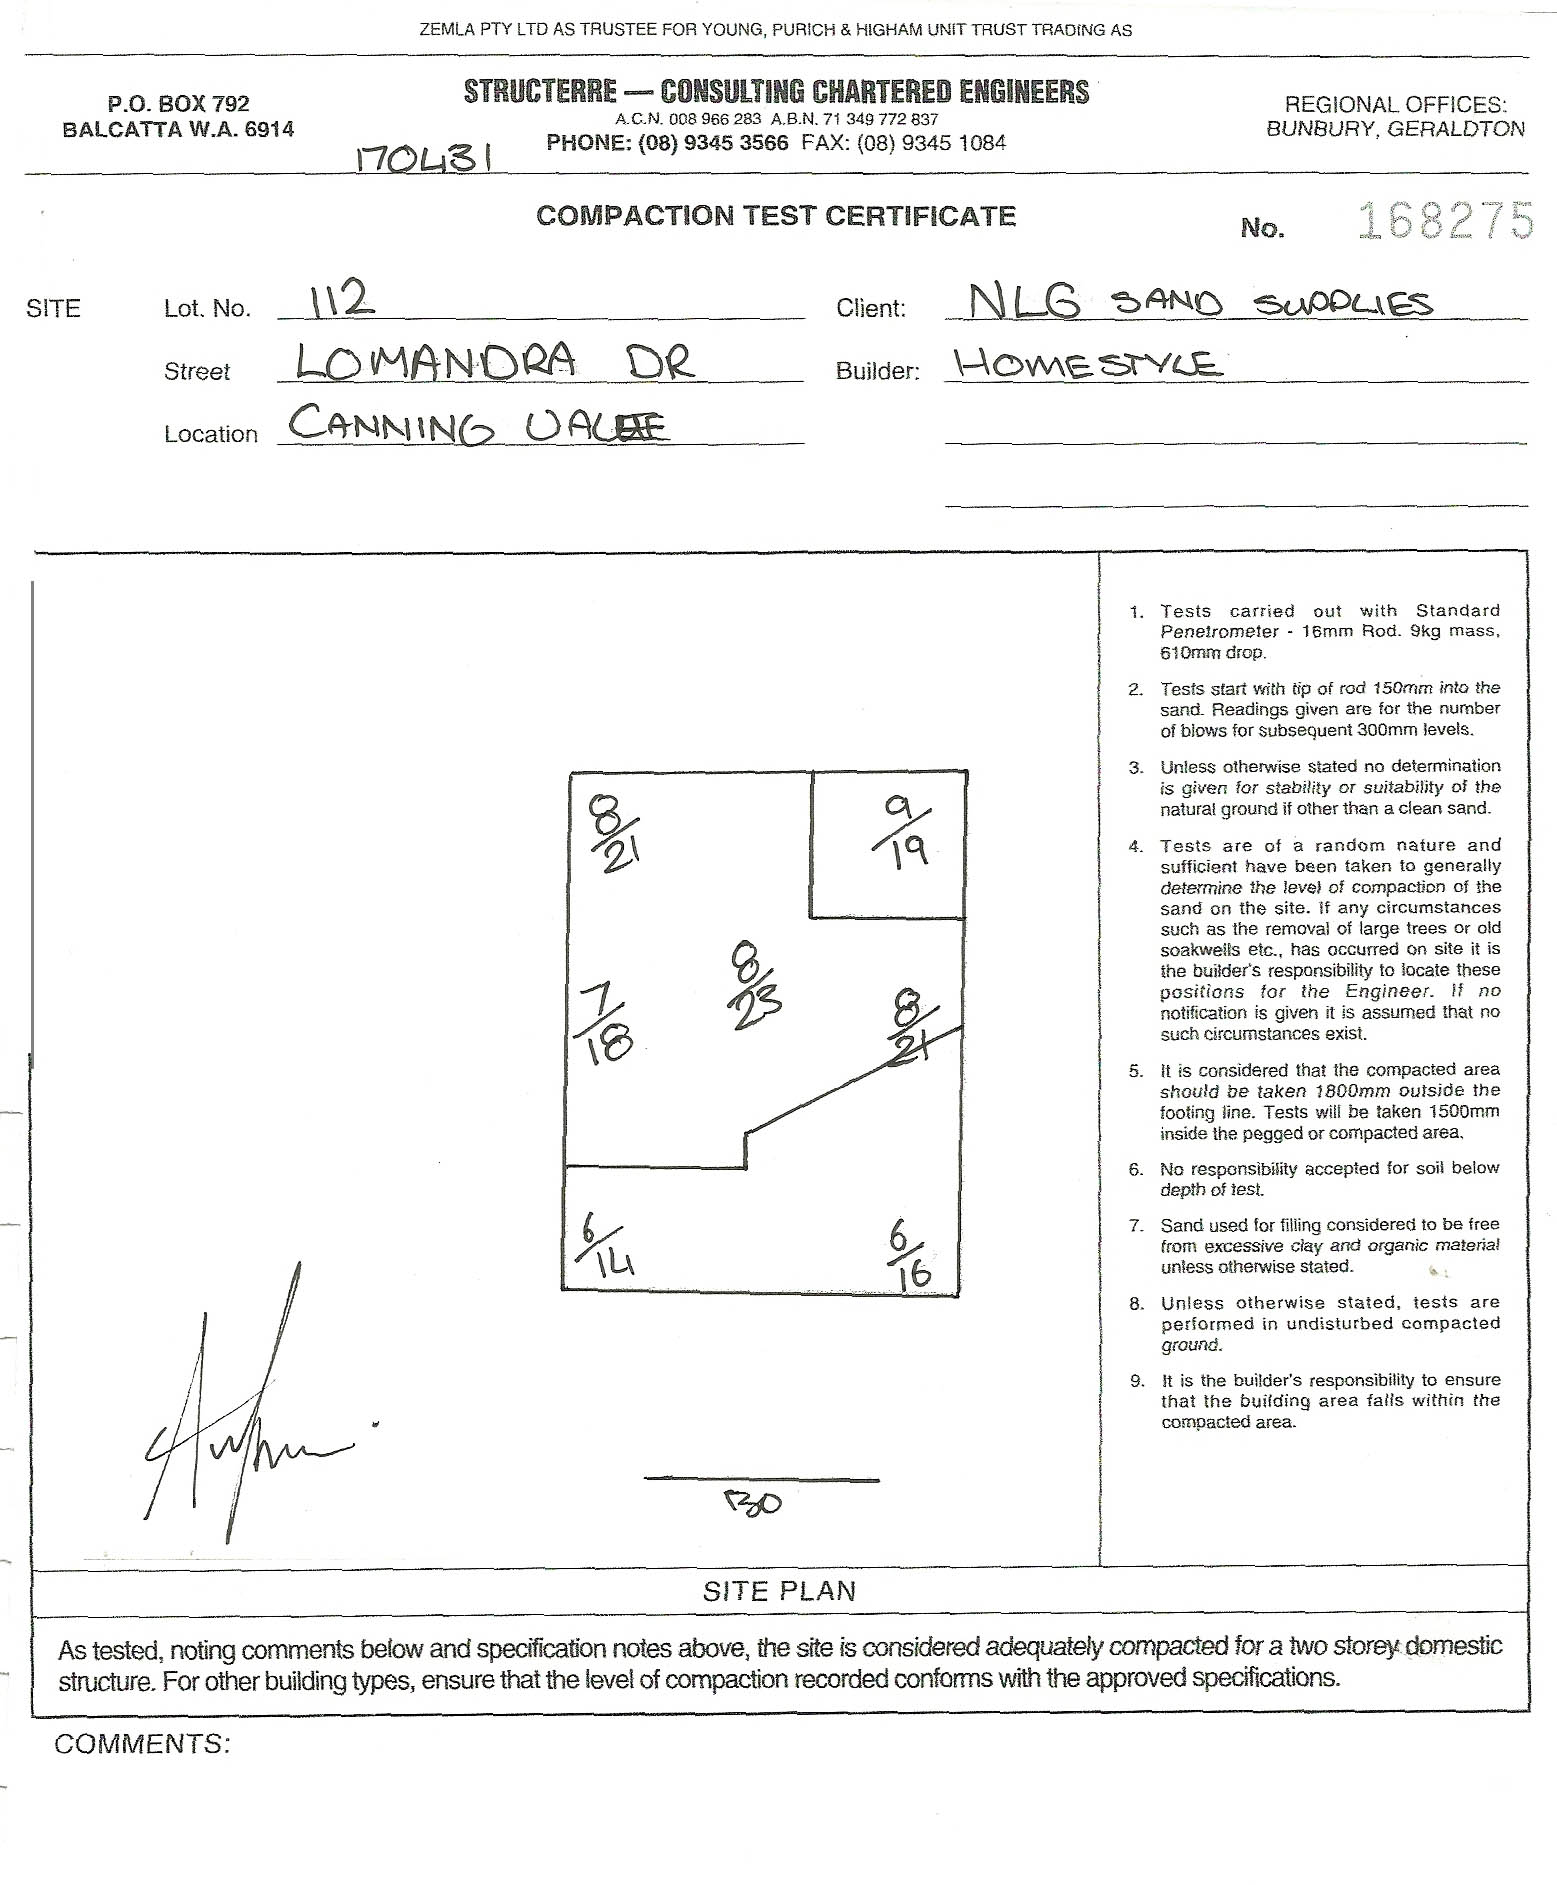 ZEMLA PTY LTD AS TRUSTEE FOR YOUNG, PURICH & HIGHAM UNIT TRUST TRADING AS
STRUCTERRE — CONSULTING CHARTERED ENGINEERS
A.C.N. 008 966 283 A.B.N. 71 349 772 837
PHONE: (08) 9345 3566 FAX: (08) 9345 1084
P.O. BOX 792
BALCATTA W.A. 6914
REGIONAL OFFICES:
BUNBURY, GERALDTON
170431
COMPACTION TEST CERTIFICATE
No. 168275
SITE Lot. No. 112
Client: NLG SAND SUPPLIES
Street LOMANDRA DR
Builder: HOMESTYLE
Location CANNING VALE
8/21
9/19
8/23
7/18
8/21
6/14
6/16
1. Tests carried out with Standard
Penetrometer - 16mm Rod. 9kg mass,
610mm drop.
2. Tests start with tip of rod 150mm into the
sand. Readings given are for the number
of blows for subsequent 300mm levels.
3. Unless otherwise stated no determination
is given for stability or suitability of the
natural ground if other than a clean sand.
4. Tests are of a random nature and
sufficient have been taken to generally
determine the level of compaction of the
sand on the site. If any circumstances
such as the removal of large trees or old
soakwells etc., has occurred on site it is
the builder's responsibility to locate these
positions for the Engineer. If no
notification is given it is assumed that no
such circumstances exist.
5. It is considered that the compacted area
should be taken 1800mm outside the
footing line. Tests will be taken 1500mm
inside the pegged or compacted area.
6. No responsibility accepted for soil below
depth of test.
7. Sand used for filling considered to be free
from excessive clay and organic material
unless otherwise stated.
8. Unless otherwise stated, tests are
performed in undisturbed compacted
ground.
9. It is the builder's responsibility to ensure
that the building area falls within the
compacted area.
SITE PLAN
As tested, noting comments below and specification notes above, the site is considered adequately compacted for a two storey domestic
structure. For other building types, ensure that the level of compaction recorded conforms with the approved specifications.
COMMENTS: